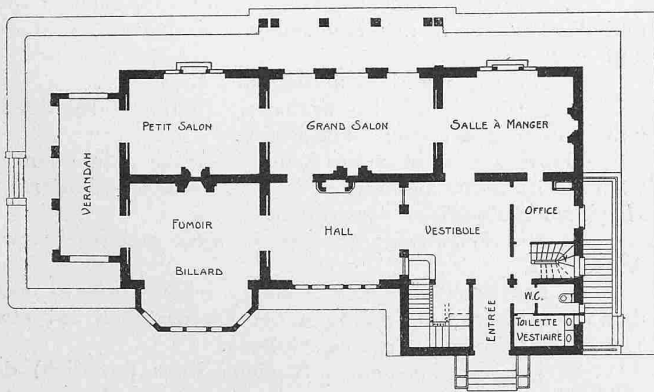 PETIT SALON
GRAND SALON
SALLE À MANGER
VERANDAH
FUMOIR
BILLARD
HALL
VESTIBULE
OFFICE
W.C.
ENTRÉE
TOILETTE
VESTIAIRE